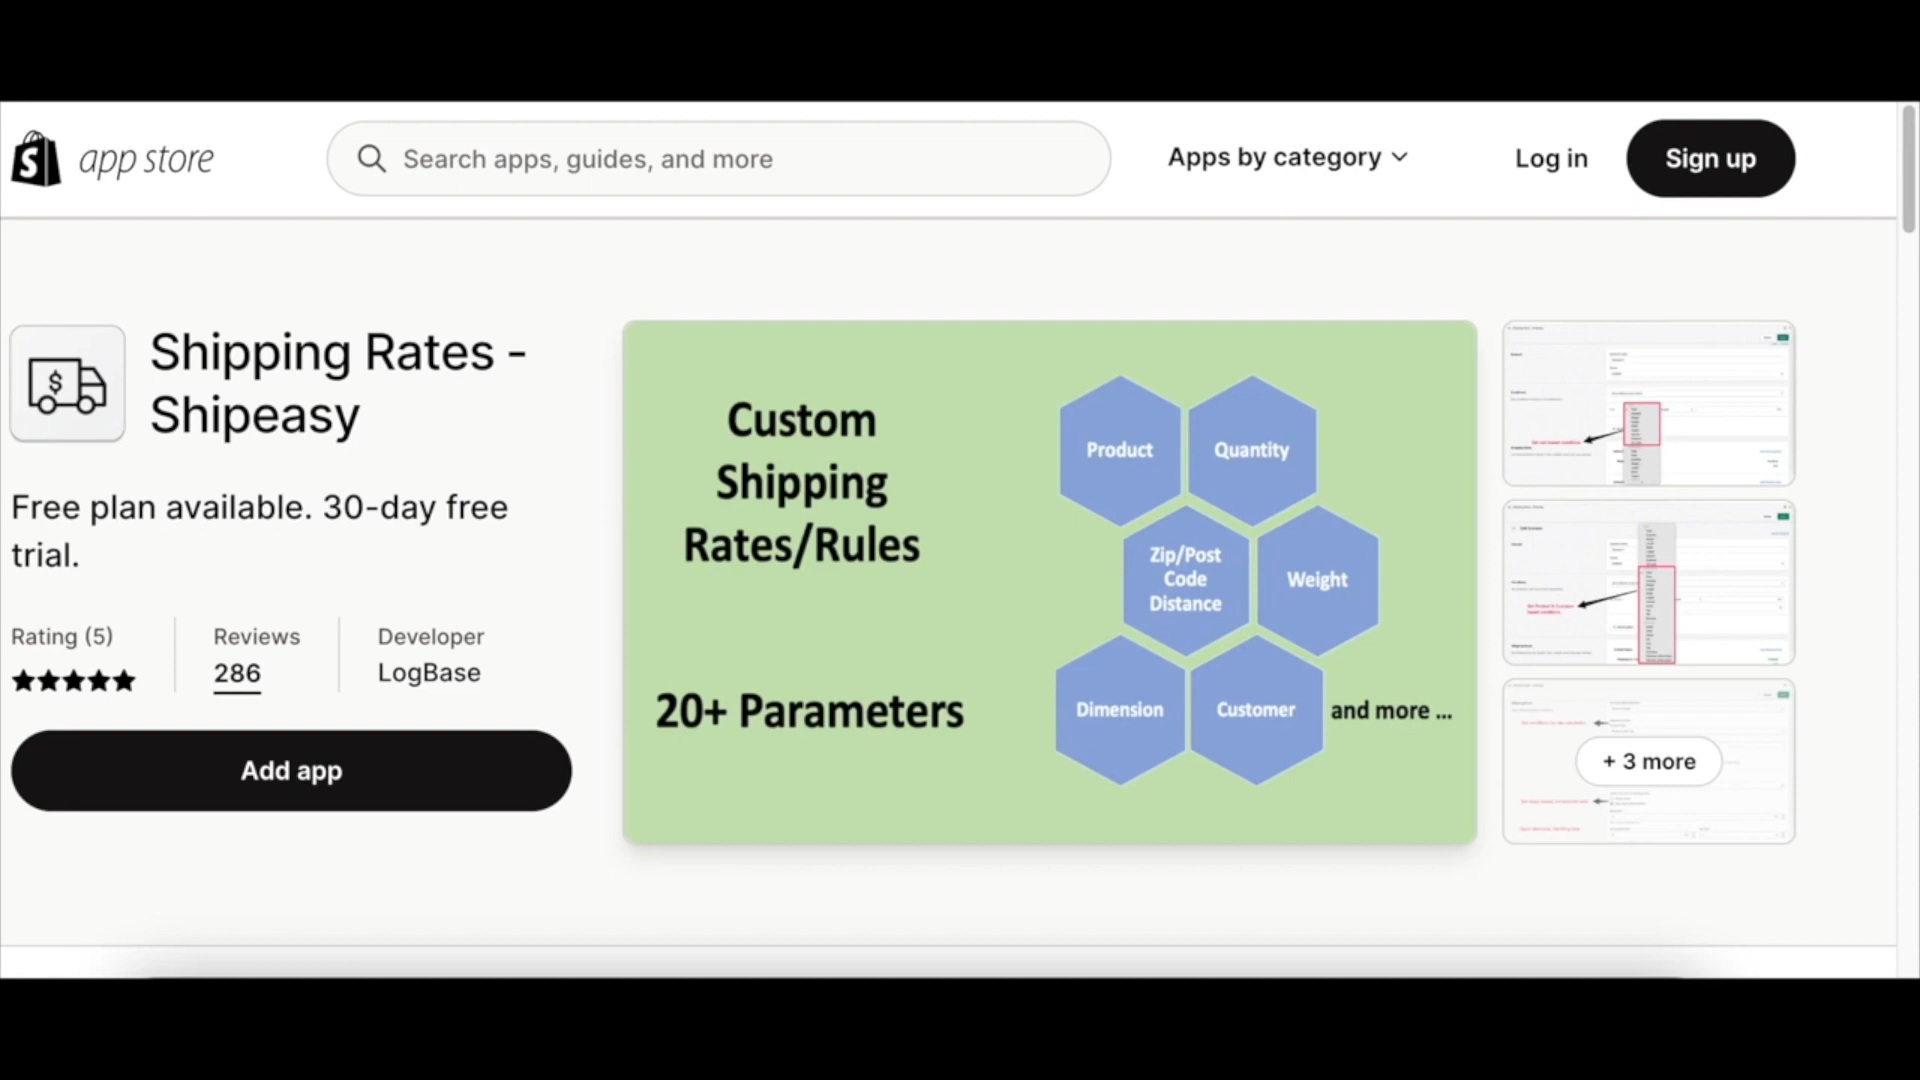 app store
Search apps, guides, and more
Apps by category
Log in
Sign up
Shipping Rates -
Shipeasy
Free plan available. 30-day free
trial.
Rating (5)
Reviews
286
Developer
LogBase
Add app
Custom
Shipping
Rates/Rules
20+ Parameters
Product
Quantity
Zip/Post
Code
Distance
Weight
Dimension
Customer
and more ...
+ 3 more